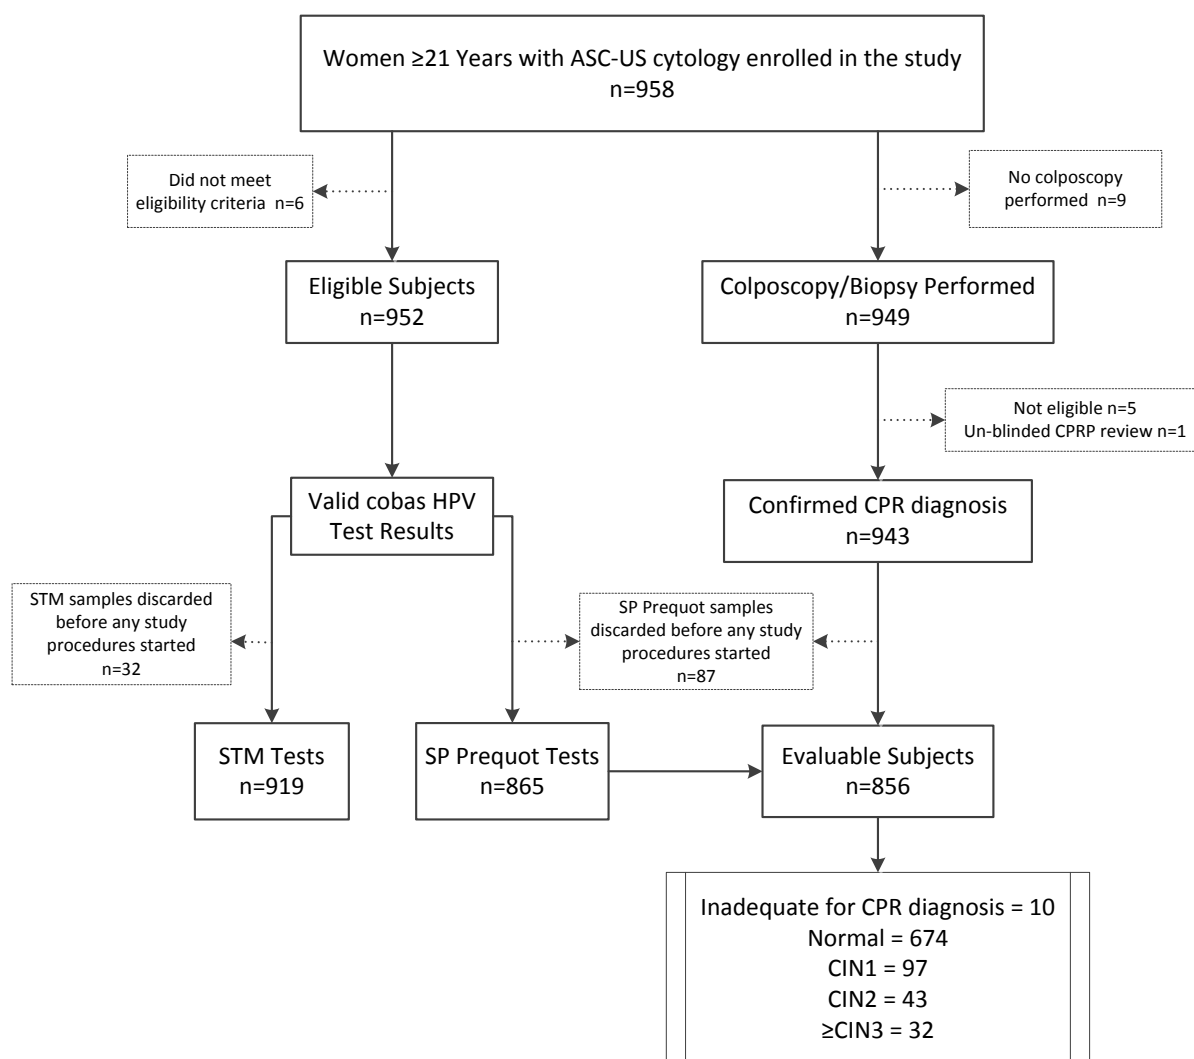 Women ≥21 Years with ASC-US cytology enrolled in the study
n=958
Did not meet
eligibility criteria  n=6
No colposcopy
performed  n=9
Eligible Subjects
n=952
Colposcopy/Biopsy Performed
n=949
Not eligible n=5
Un-blinded CPRP review n=1
Valid cobas HPV
Test Results
Confirmed CPR diagnosis
n=943
STM samples discarded
before any study
procedures started
n=32
SP Prequot samples
discarded before any study
procedures started
n=87
STM Tests
n=919
SP Prequot Tests
n=865
Evaluable Subjects
n=856
Inadequate for CPR diagnosis = 10
Normal = 674
CIN1 = 97
CIN2 = 43
≥CIN3 = 32